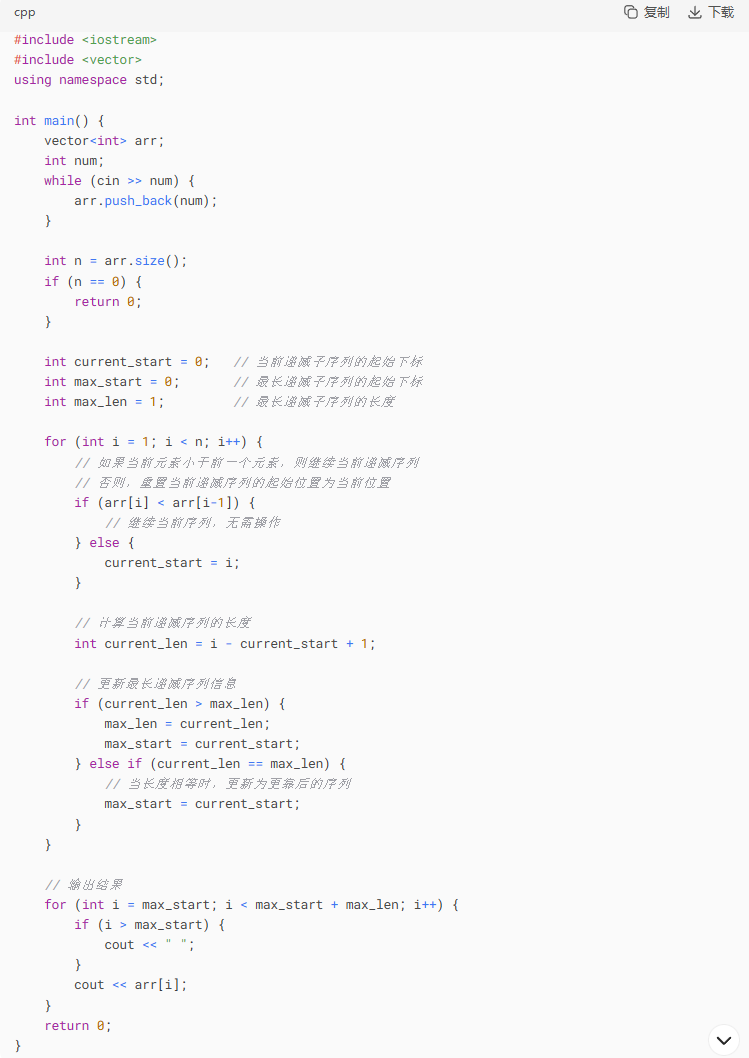 cpp 复制 下载
#include <iostream>
#include <vector>
using namespace std;

int main() {
    vector<int> arr;
    int num;
    while (cin >> num) {
        arr.push_back(num);
    }

    int n = arr.size();
    if (n == 0) {
        return 0;
    }

    int current_start = 0;   // 当前递减子序列的起始下标
    int max_start = 0;       // 最长递减子序列的起始下标
    int max_len = 1;         // 最长递减子序列的长度

    for (int i = 1; i < n; i++) {
        // 如果当前元素小于前一个元素，则继续当前递减序列
        // 否则，重置当前递减序列的起始位置为当前位置
        if (arr[i] < arr[i-1]) {
            // 继续当前序列，无需操作
        } else {
            current_start = i;
        }

        // 计算当前递减序列的长度
        int current_len = i - current_start + 1;

        // 更新最长递减序列信息
        if (current_len > max_len) {
            max_len = current_len;
            max_start = current_start;
        } else if (current_len == max_len) {
            // 当长度相等时，更新为更靠后的序列
            max_start = current_start;
        }
    }

    // 输出结果
    for (int i = max_start; i < max_start + max_len; i++) {
        if (i > max_start) {
            cout << " ";
        }
        cout << arr[i];
    }
    return 0;
}